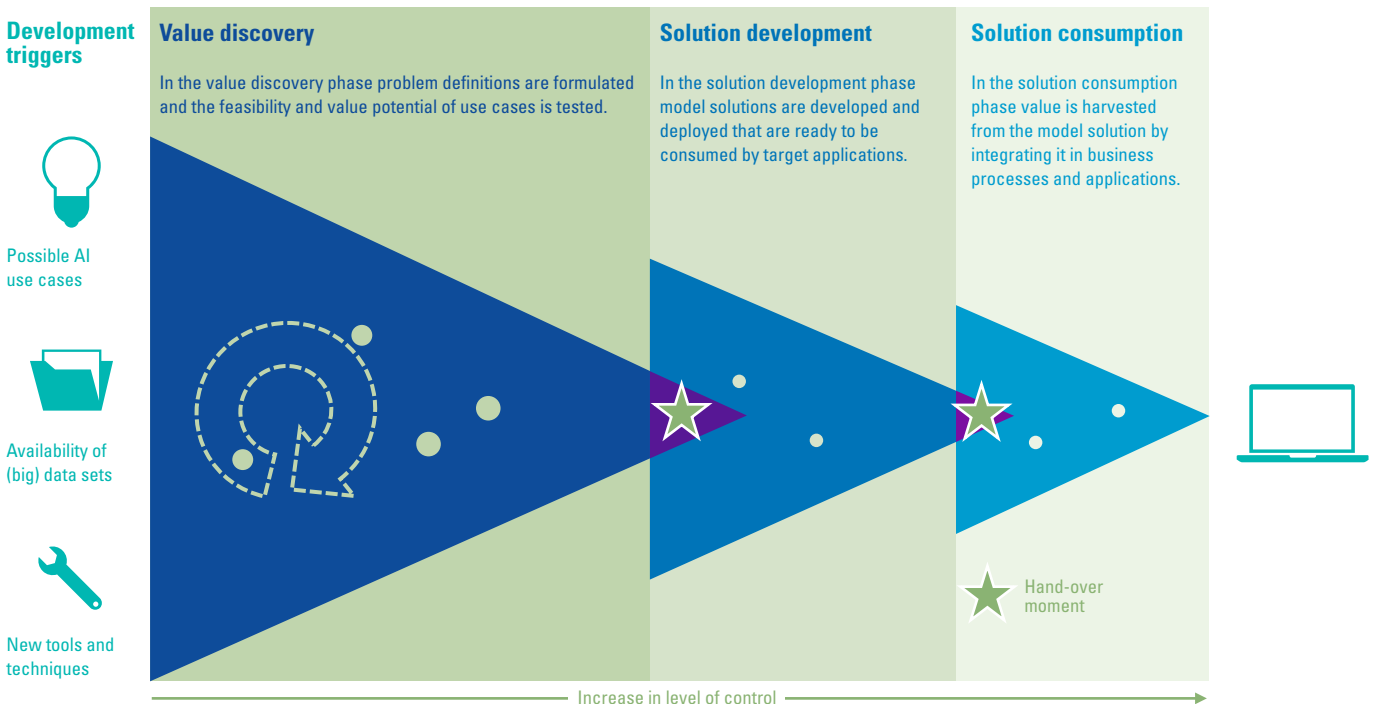 Development
triggers
Possible AI
use cases
Availability of
(big) data sets
New tools and
techniques
Value discovery
In the value discovery phase problem definitions are formulated
and the feasibility and value potential of use cases is tested.
Solution development
In the solution development phase
model solutions are developed and
deployed that are ready to be
consumed by target applications.
Solution consumption
In the solution consumption
phase value is harvested
from the model solution by
integrating it in business
processes and applications.
Hand-over
moment
Increase in level of control